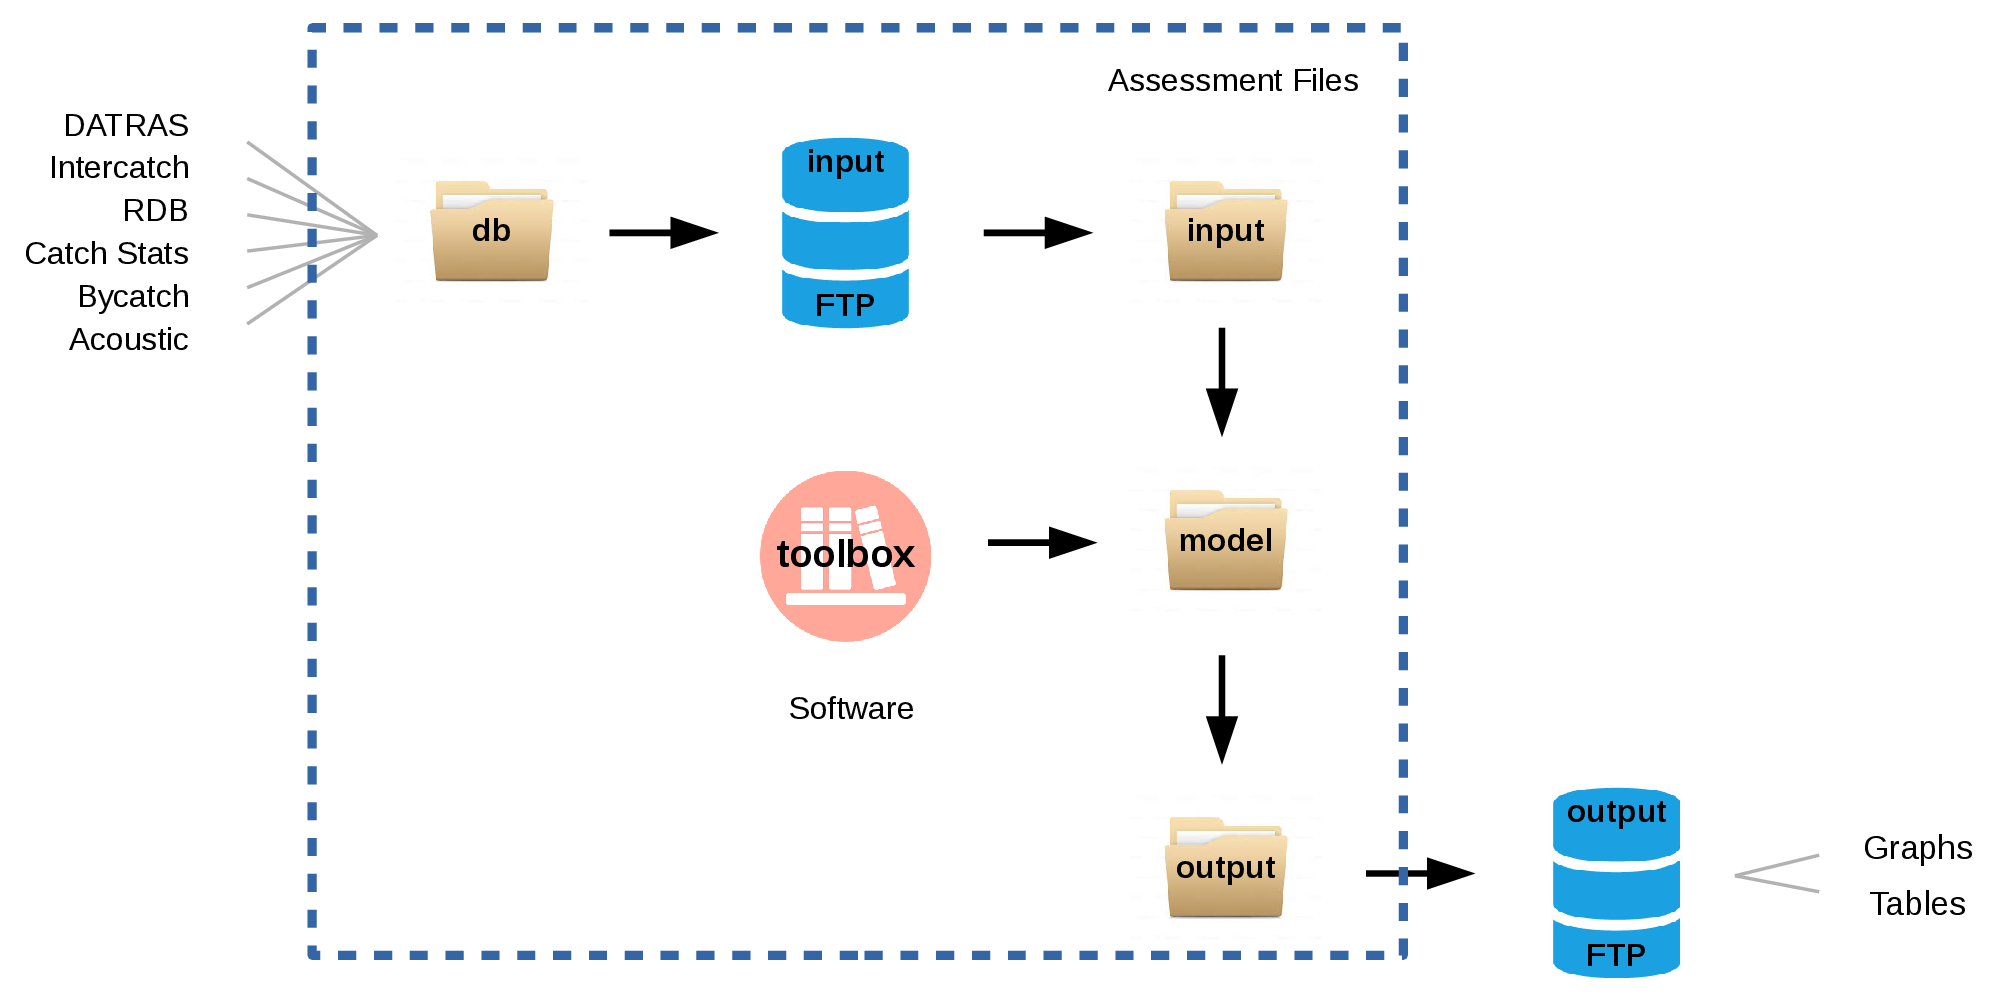 Assessment Files
DATRAS
Intercatch
RDB
Catch Stats
Bycatch
Acoustic
db
input
FTP
input
toolbox
model
Software
output
output
FTP
Graphs
Tables